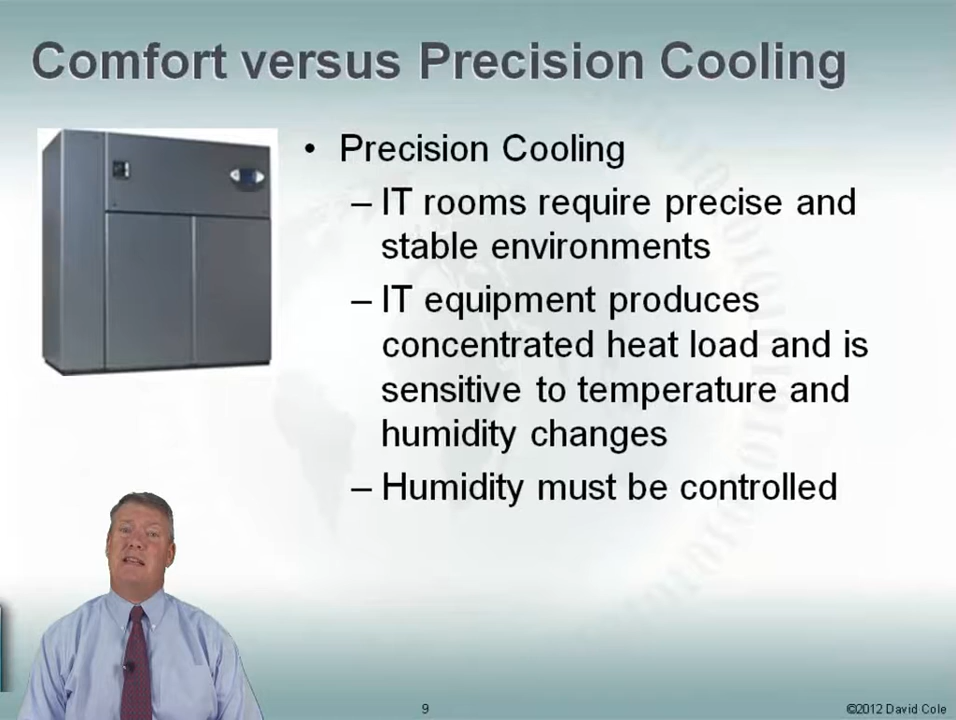 Comfort versus Precision Cooling
• Precision Cooling
– IT rooms require precise and
stable environments
– IT equipment produces
concentrated heat load and is
sensitive to temperature and
humidity changes
– Humidity must be controlled
9
©2012 David Cole